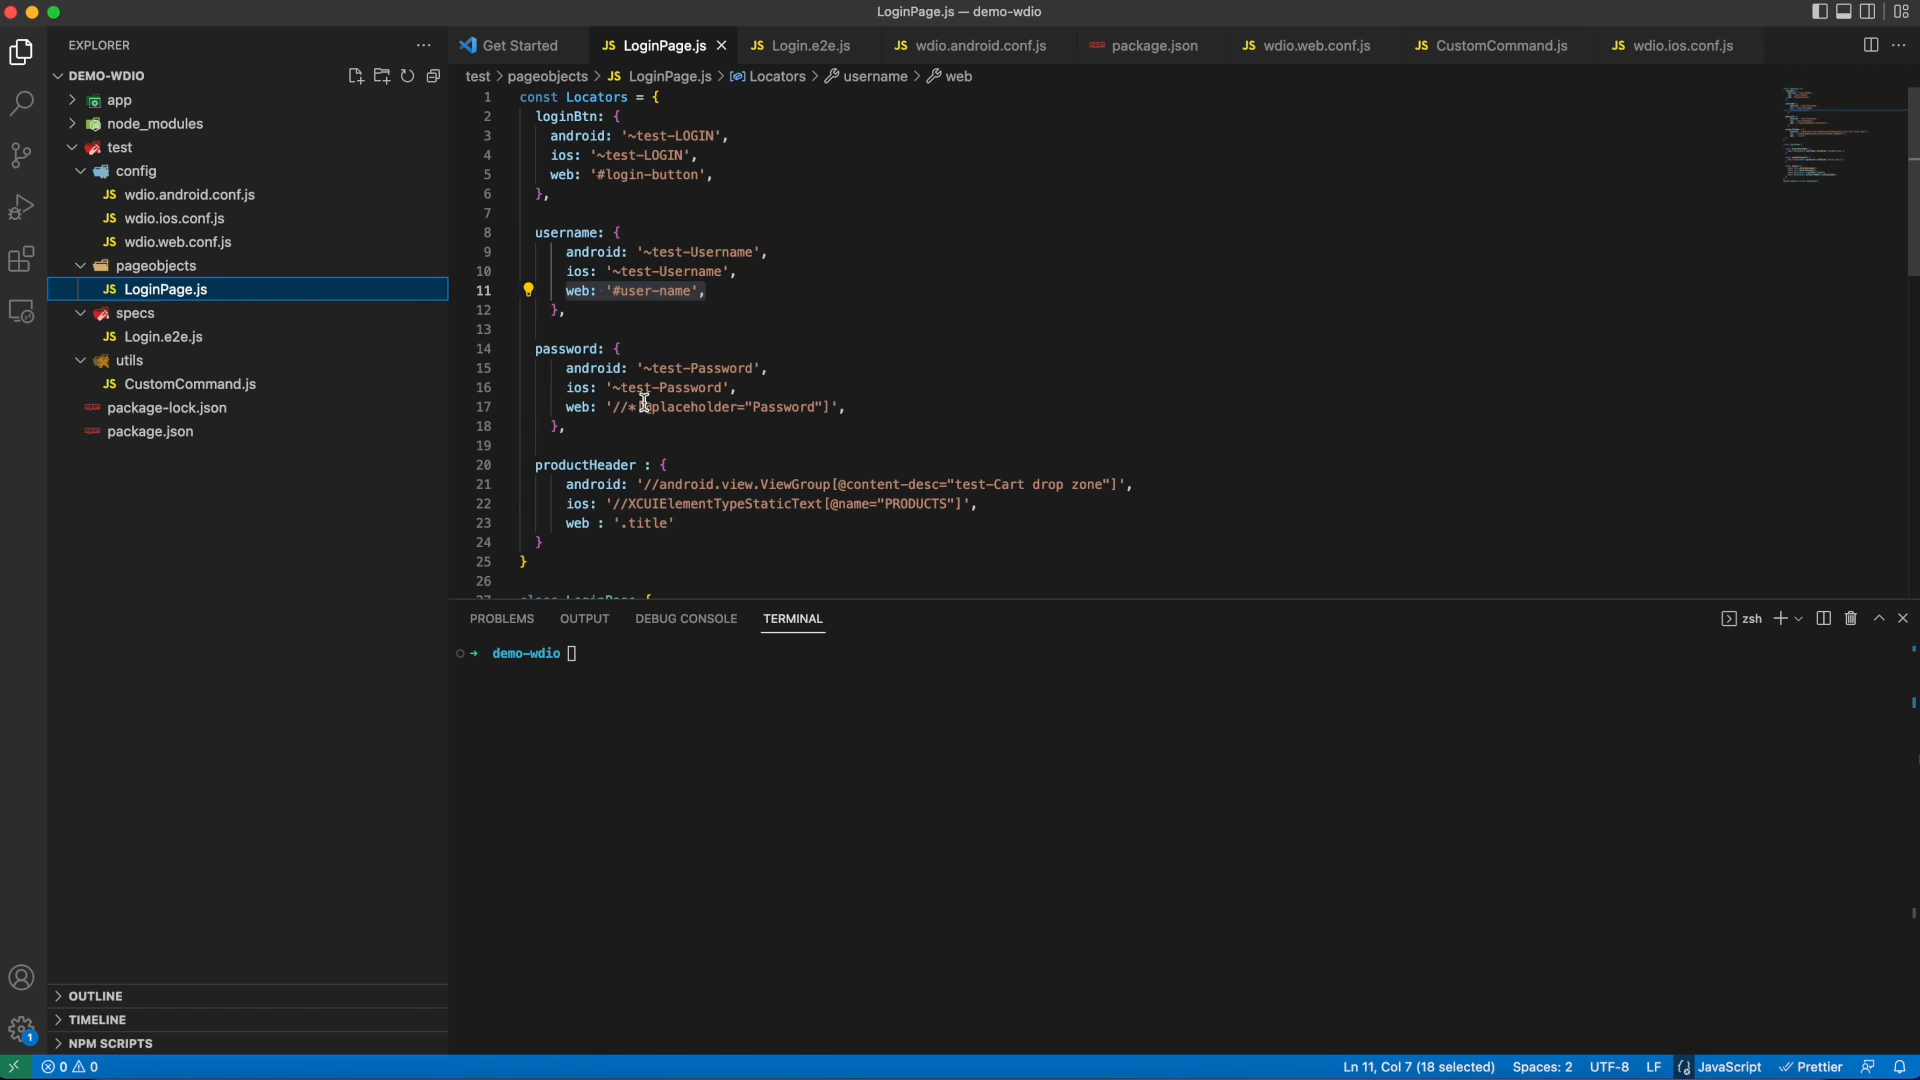 LoginPage.js — demo-wdio
EXPLORER
Get Started
LoginPage.js
Login.e2e.js
wdio.android.conf.js
package.json
wdio.web.conf.js
CustomCommand.js
wdio.ios.conf.js
DEMO-WDIO
app
node_modules
test
config
JS wdio.android.conf.js
JS wdio.ios.conf.js
JS wdio.web.conf.js
pageobjects
JS LoginPage.js
specs
JS Login.e2e.js
utils
JS CustomCommand.js
package-lock.json
package.json
test > pageobjects > JS LoginPage.js > Locators > username > web
1 const Locators = {
2 loginBtn: {
3 android: '~test-LOGIN',
4 ios: '~test-LOGIN',
5 web: '#login-button',
6 },
7
8 username: {
9 android: '~test-Username',
10 ios: '~test-Username',
11 web: '#user-name',
12 },
13
14 password: {
15 android: '~test-Password',
16 ios: '~test-Password',
17 web: '//*placeholder="Password"]',
18 },
19
20 productHeader : {
21 android: '//android.view.ViewGroup[@content-desc="test-Cart drop zone"]',
22 ios: '//XCUIElementTypeStaticText[@name="PRODUCTS"]',
23 web : '.title'
24 }
25 }
26
PROBLEMS
OUTPUT
DEBUG CONSOLE
TERMINAL
zsh
➜ demo-wdio
OUTLINE
TIMELINE
NPM SCRIPTS
1
0 0
Ln 11, Col 7 (18 selected)
Spaces: 2
UTF-8
LF
JavaScript
Prettier